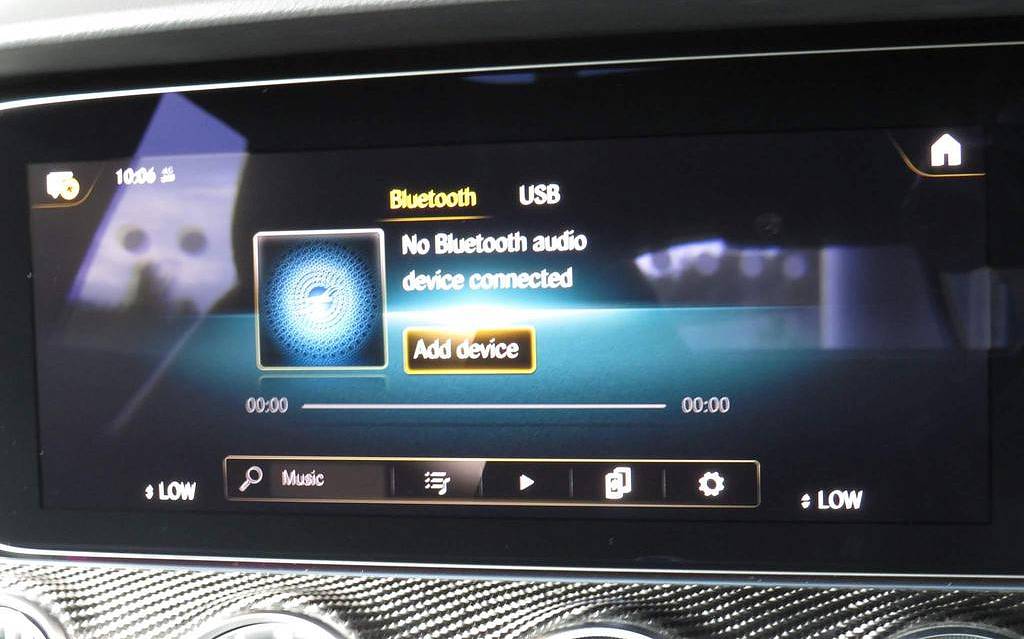 10:06
Bluetooth USB
No Bluetooth audio
device connected
Add device
00:00 00:00
Music
LOW LOW